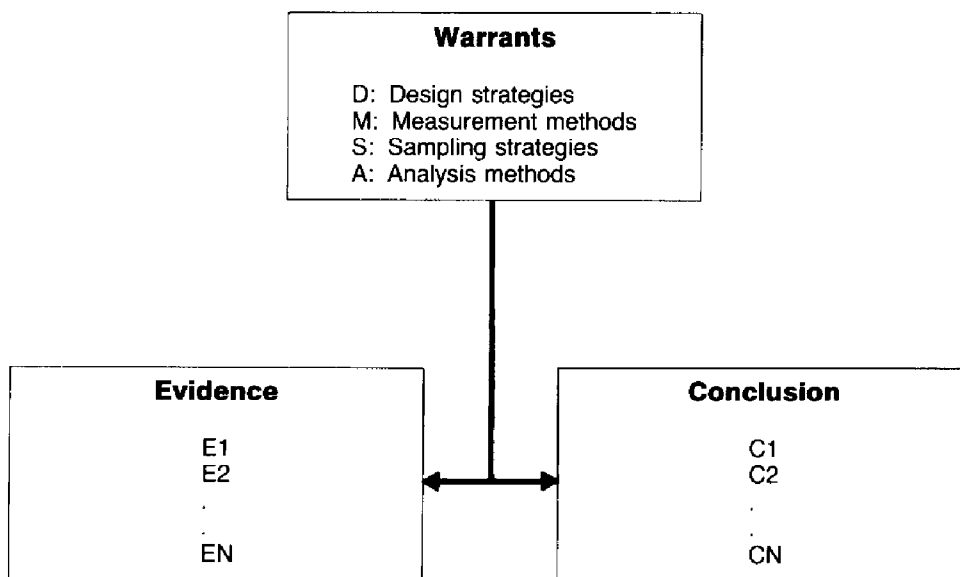 Warrants
D: Design strategies
M: Measurement methods
S: Sampling strategies
A: Analysis methods
Evidence
E1
E2
.
.
EN
Conclusion
C1
C2
.
.
CN